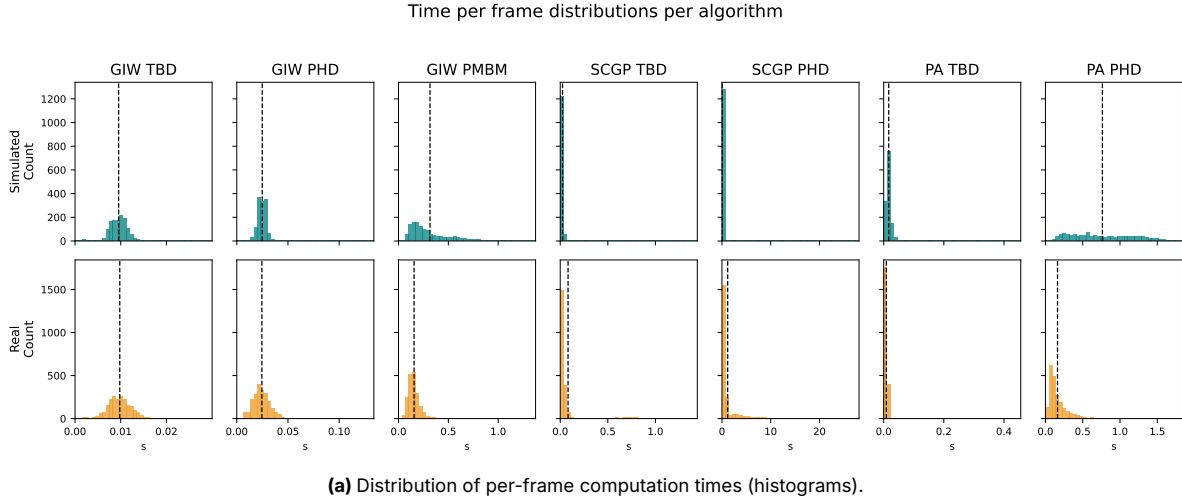 Time per frame distributions per algorithm
GIW TBD GIW PHD GIW PMBM SCGP TBD SCGP PHD PA TBD PA PHD
Simulated
Count
1200
1000
800
600
400
200
0
Real
Count
1500
1000
500
0
0.00 0.01 0.02 0.00 0.05 0.10 0.0 0.5 1.0 0.0 0.5 1.0 0 10 20 0.0 0.2 0.4 0.0 0.5 1.0 1.5
s s s s s s s
(a) Distribution of per-frame computation times (histograms).